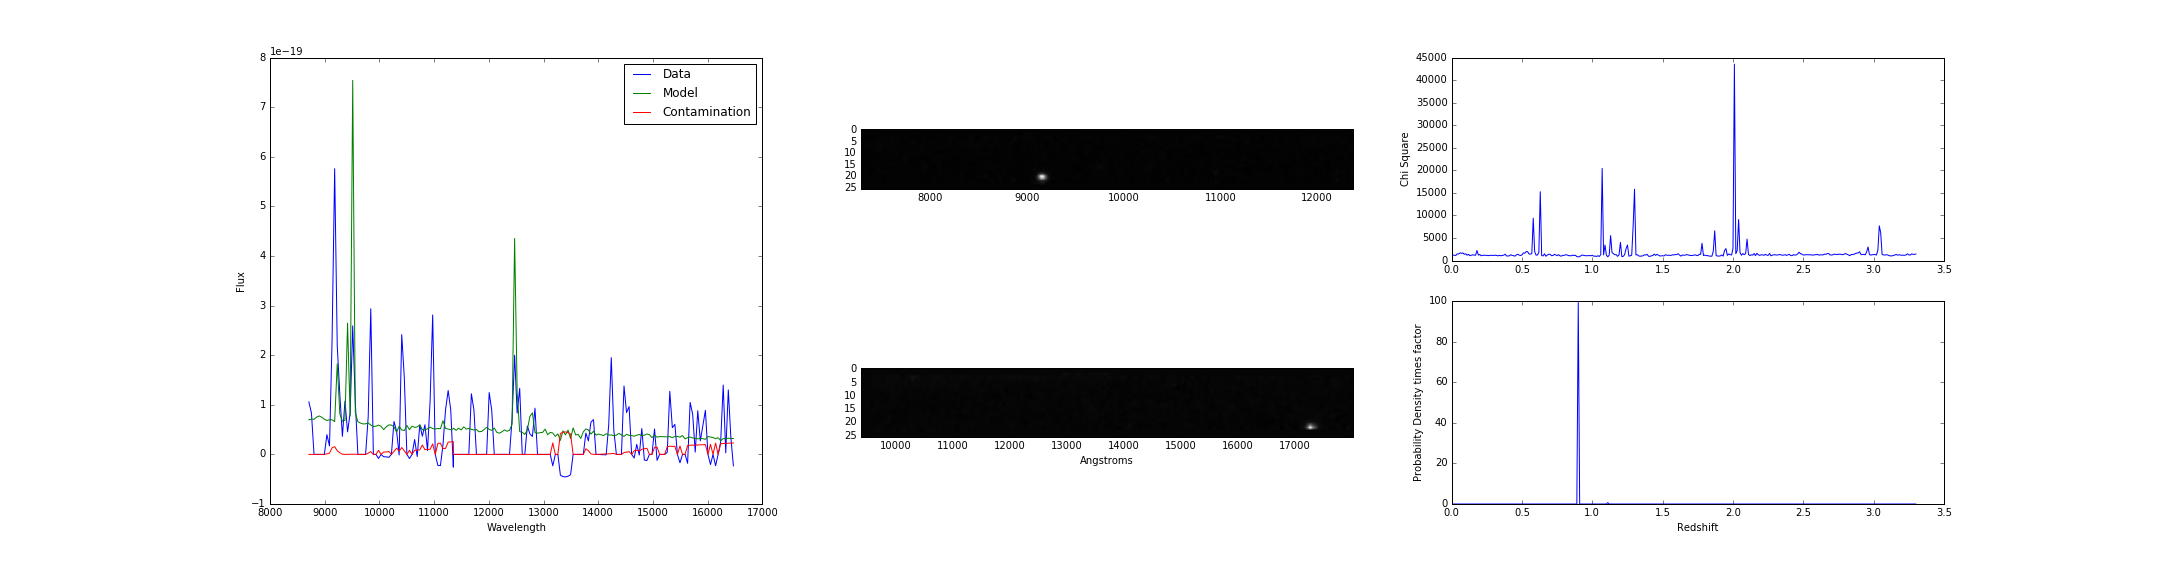 1e−19
8
7
6
5
4
3
2
1
0
−1
Flux
Data
Model
Contamination
8000 9000 10000 11000 12000 13000 14000 15000 16000 17000
Wavelength
0
5
10
15
20
25
8000 9000 10000 11000 12000
0
5
10
15
20
25
10000 11000 12000 13000 14000 15000 16000 17000
Angstroms
45000
40000
35000
30000
25000
20000
15000
10000
5000
0
Chi Square
0.0 0.5 1.0 1.5 2.0 2.5 3.0 3.5
100
80
60
40
20
0
Probability Density times factor
0.0 0.5 1.0 1.5 2.0 2.5 3.0 3.5
Redshift